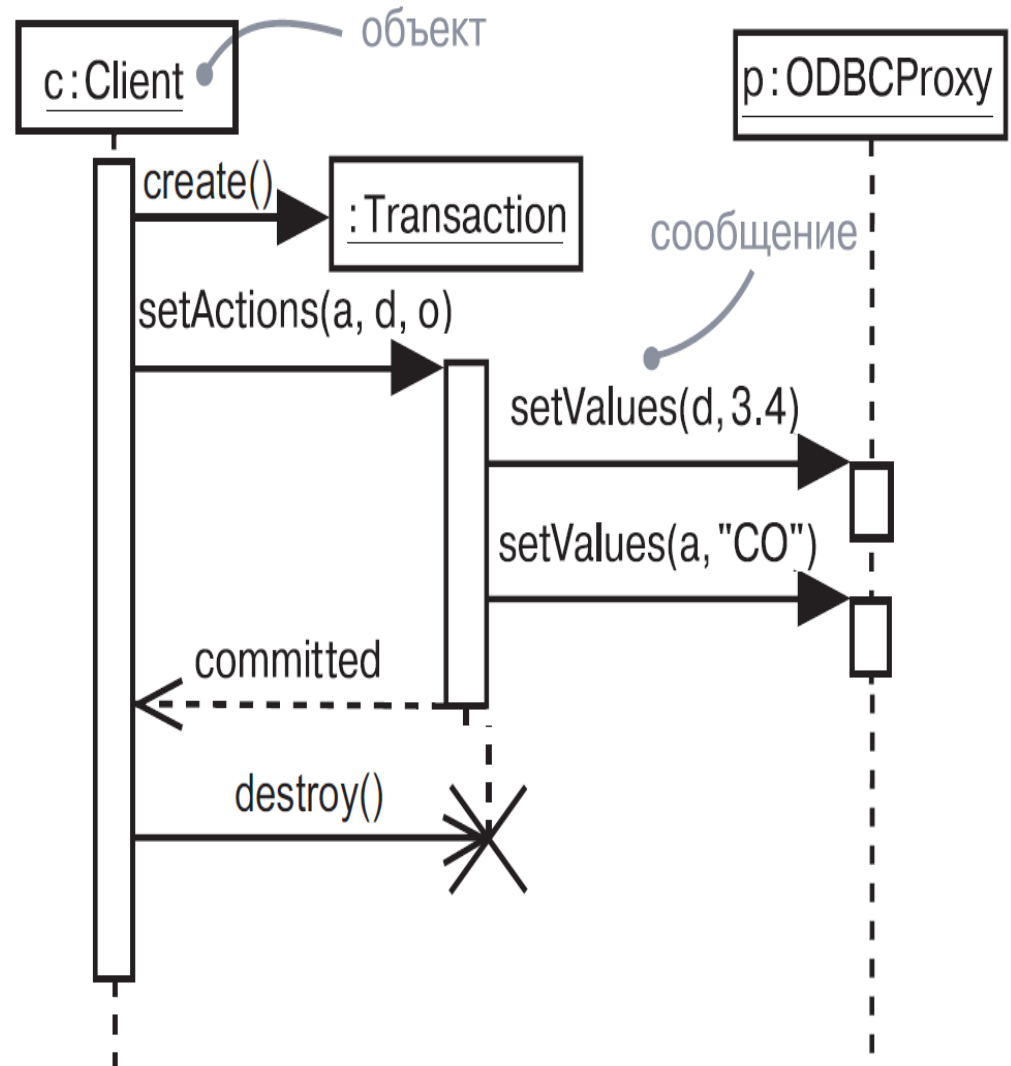 объект
c:Client
p:ODBCProxy
create()
:Transaction
сообщение
setActions(a, d, o)
setValues(d, 3.4)
setValues(a, "CO")
committed
destroy()